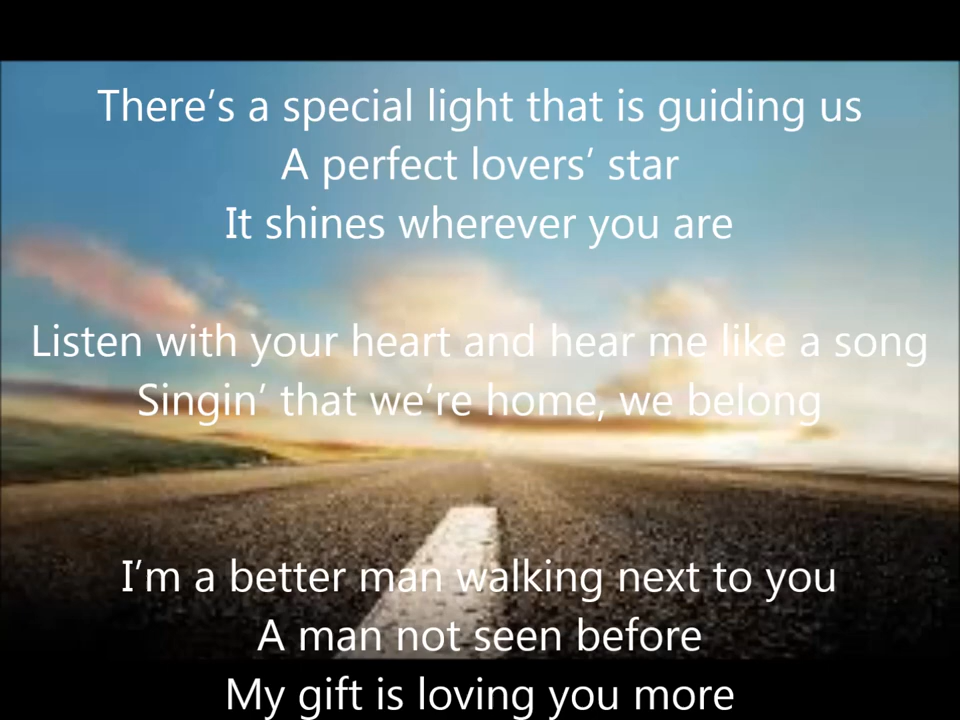 There’s a special light that is guiding us
A perfect lovers’ star
It shines wherever you are
Listen with your heart and hear me like a song
Singin’ that we’re home, we belong
I’m a better man walking next to you
A man not seen before
My gift is loving you more